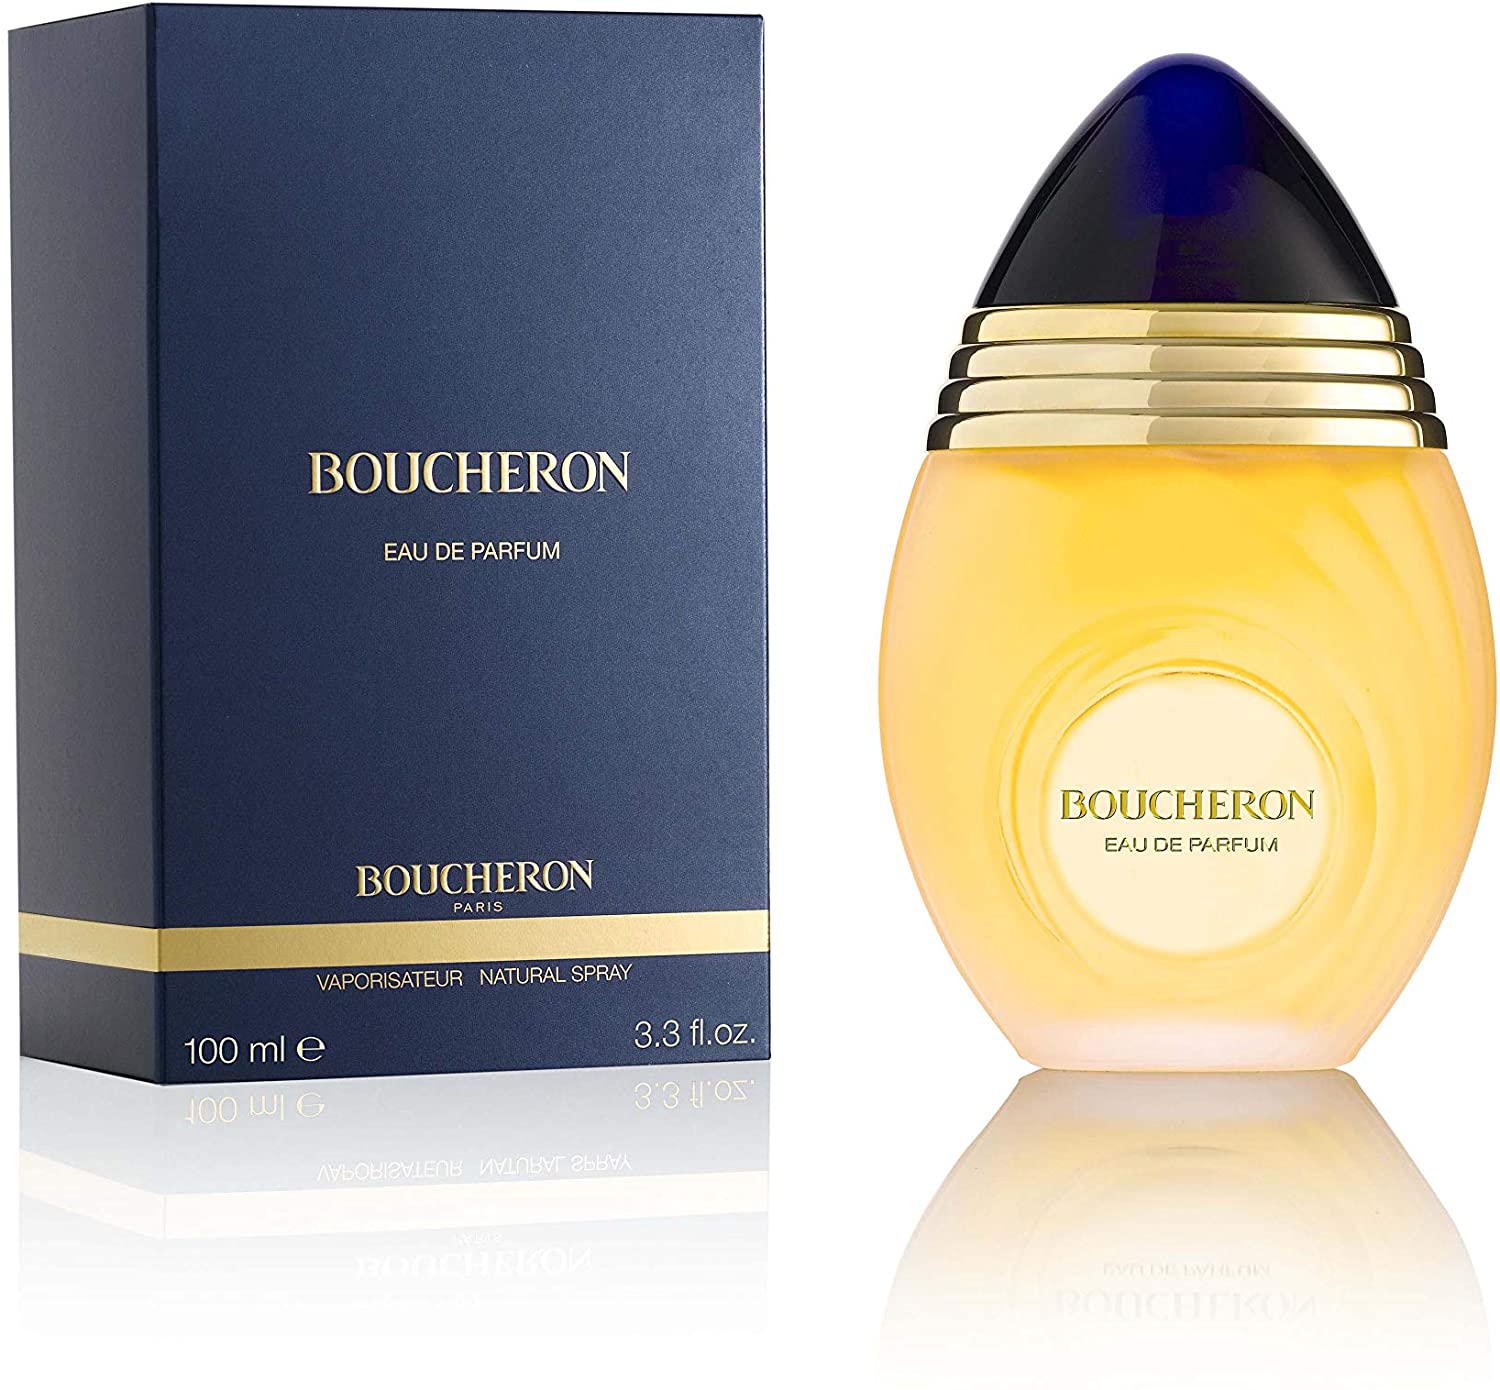 BOUCHERON
EAU DE PARFUM
BOUCHERON
PARIS
VAPORISATEUR NATURAL SPRAY
100 ml ℮
3.3 fl.oz.
BOUCHERON
EAU DE PARFUM